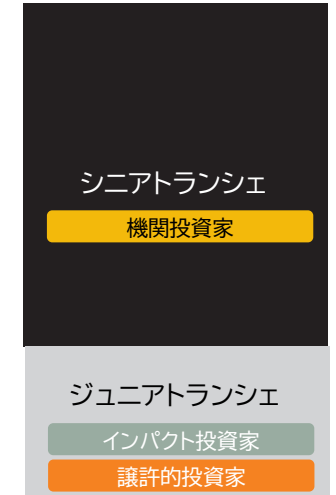 シニアトランシェ
機関投資家
ジュニアトランシェ
インパクト投資家
譲許的投資家